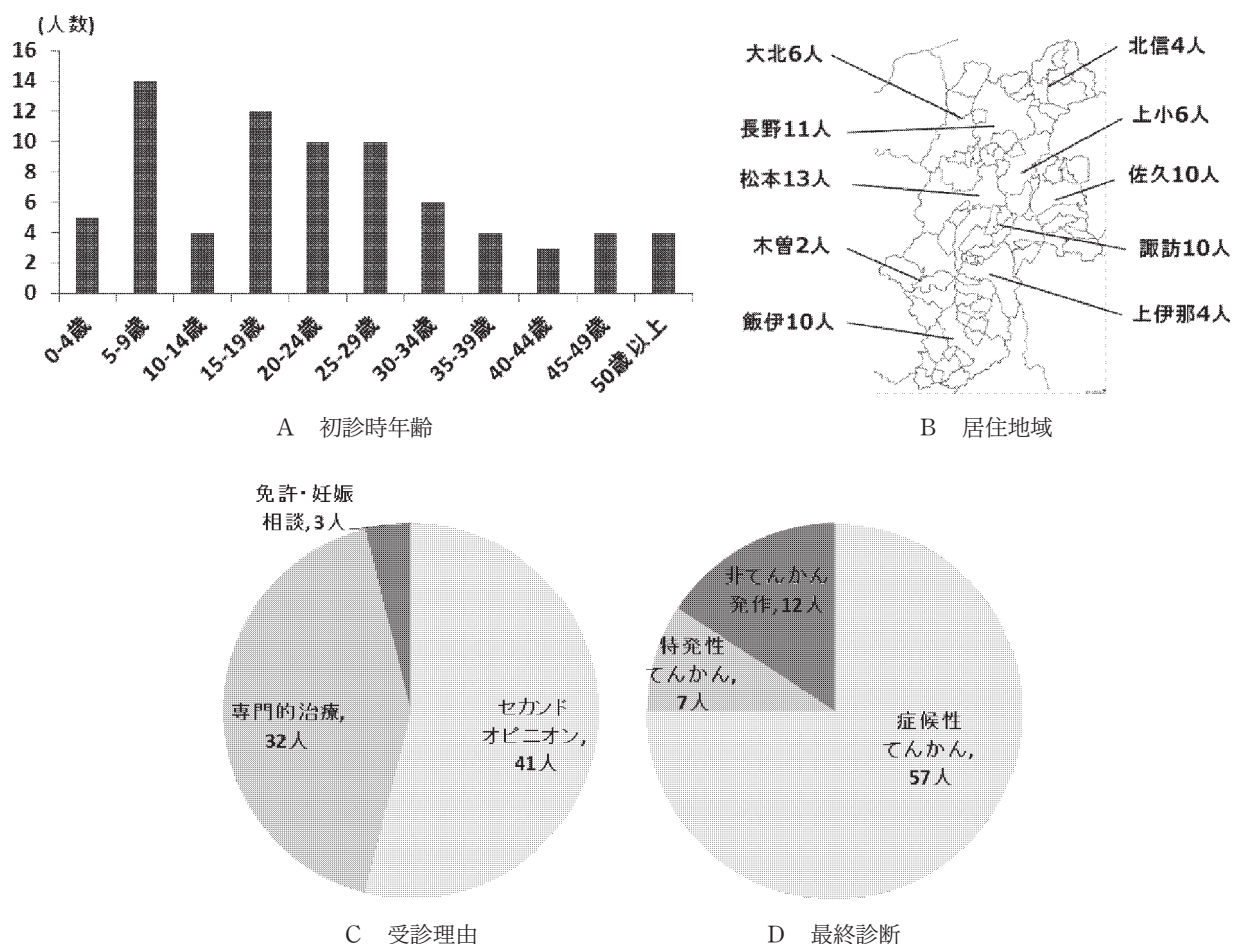 (人数)
16
14
12
10
8
6
4
2
0
0-4歳
5-9歳
10-14歳
15-19歳
20-24歳
25-29歳
30-34歳
35-39歳
40-44歳
45-49歳
50歳以上
A 初診時年齢
大北6人
北信4人
長野11人
上小6人
松本13人
佐久10人
木曽2人
諏訪10人
飯伊10人
上伊那4人
B 居住地域
免許・妊娠
相談,3人
専門的治療,
32人
セカンド
オピニオン,
41人
C 受診理由
非てんかん
発作,12人
特発性
てんかん,
7人
症候性
てんかん,
57人
D 最終診断